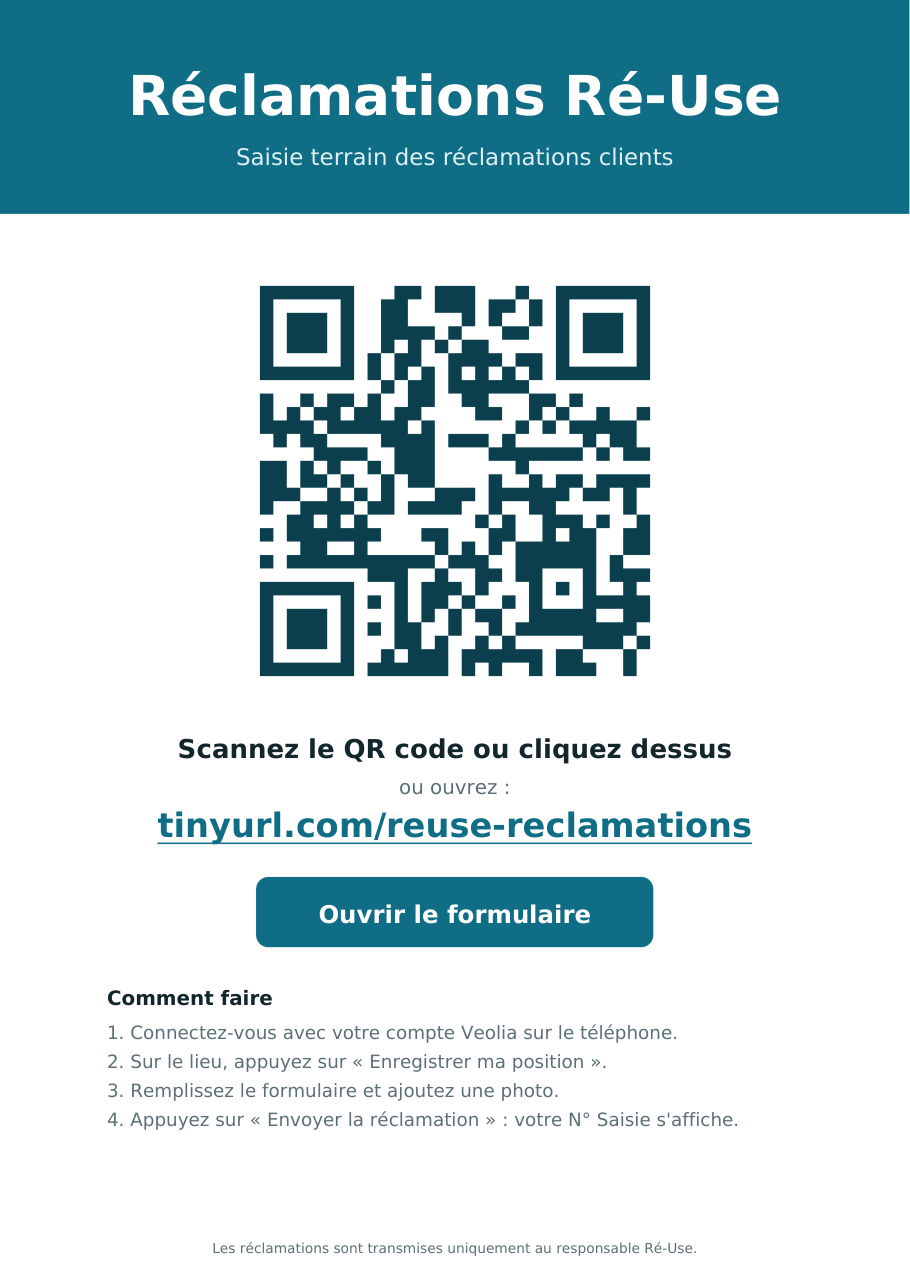 Réclamations Ré-Use
Saisie terrain des réclamations clients
Scannez le QR code ou cliquez dessus
ou ouvrez :
tinyurl.com/reuse-reclamations
Ouvrir le formulaire
Comment faire
1. Connectez-vous avec votre compte Veolia sur le téléphone.
2. Sur le lieu, appuyez sur « Enregistrer ma position ».
3. Remplissez le formulaire et ajoutez une photo.
4. Appuyez sur « Envoyer la réclamation » : votre N° Saisie s'affiche.
Les réclamations sont transmises uniquement au responsable Ré-Use.